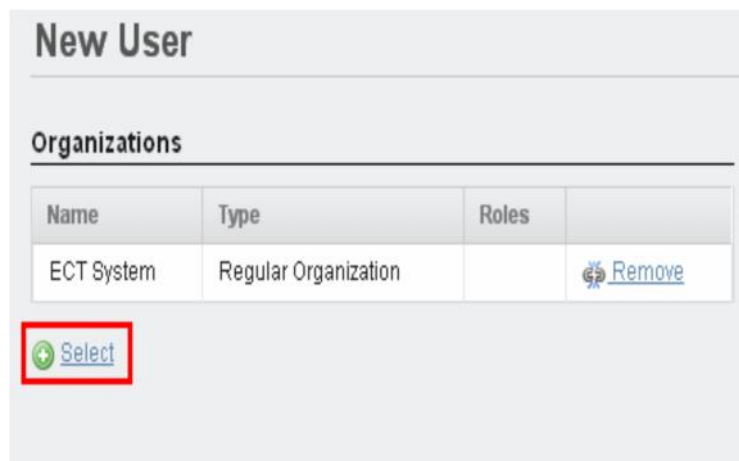 New User
Organizations
Name Type Roles
ECT System Regular Organization Remove
Select